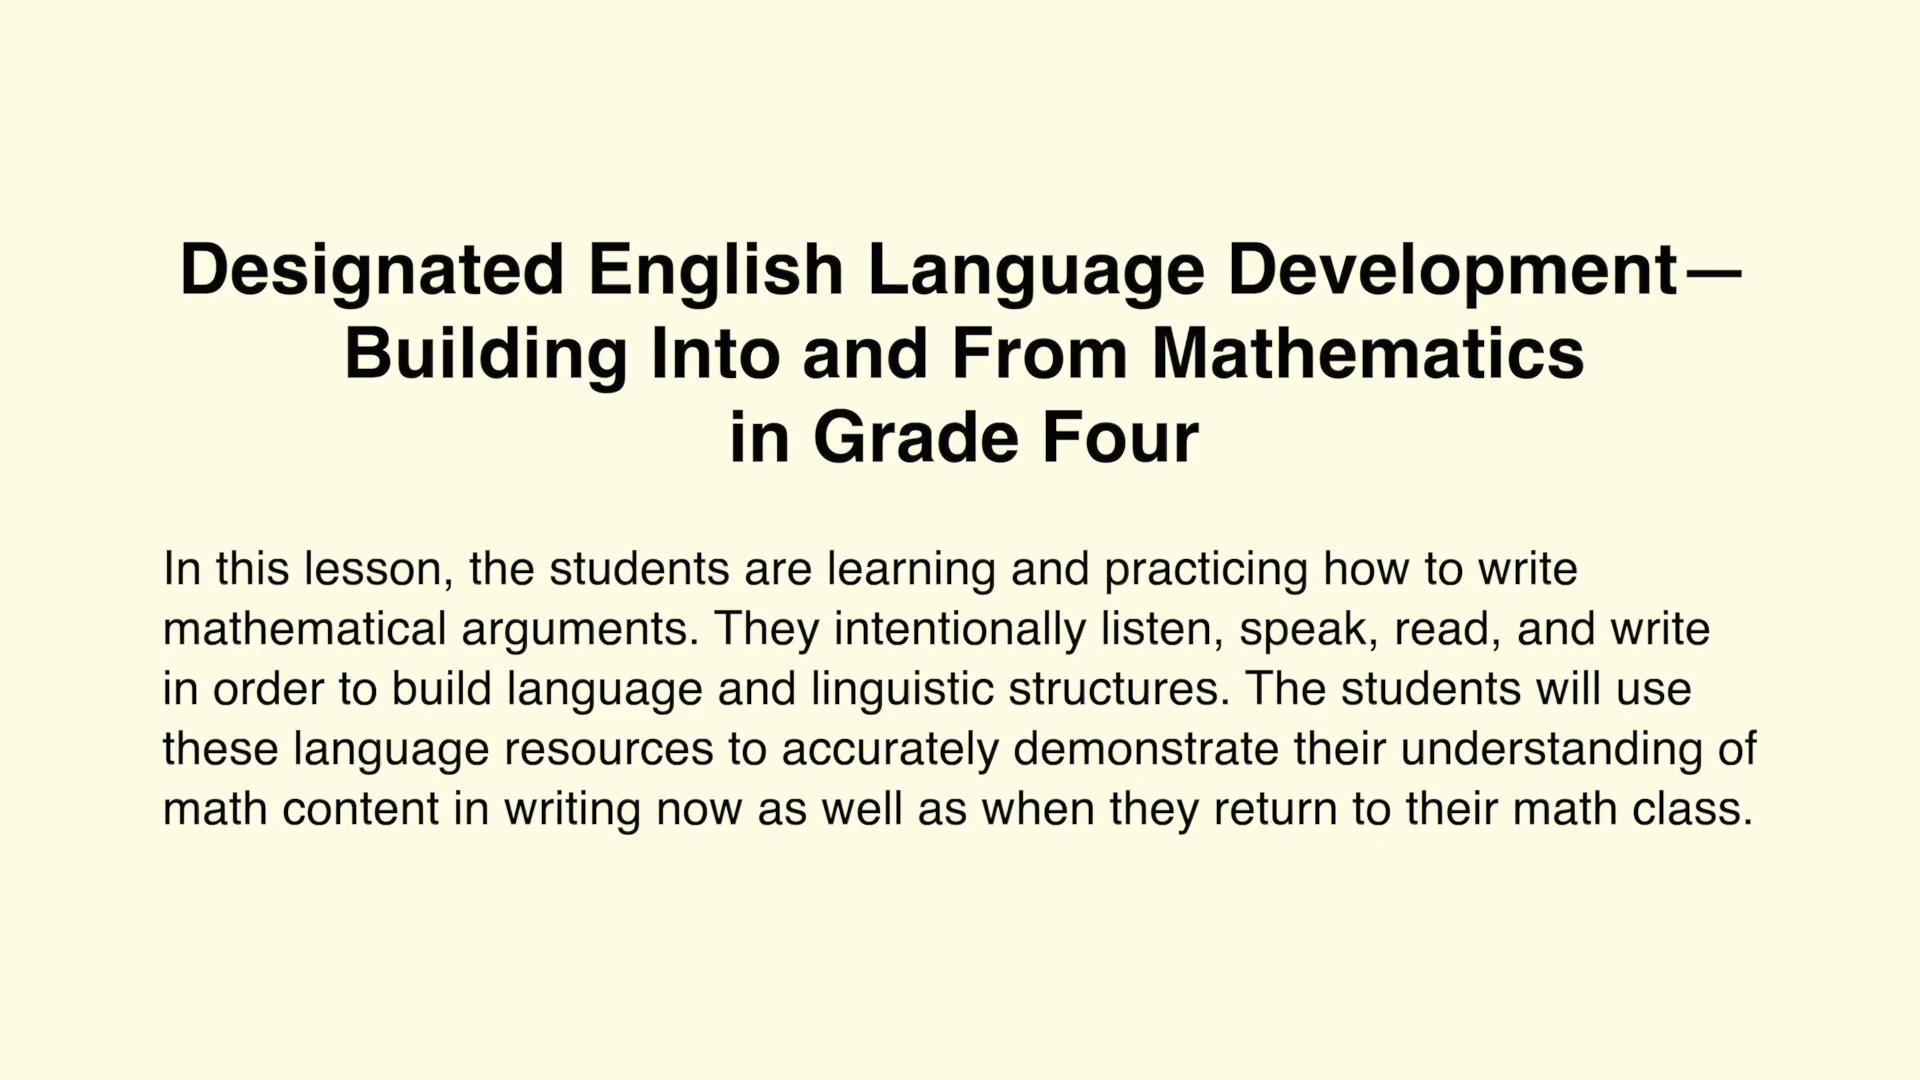 Designated English Language Development—
Building Into and From Mathematics
in Grade Four
In this lesson, the students are learning and practicing how to write
mathematical arguments. They intentionally listen, speak, read, and write
in order to build language and linguistic structures. The students will use
these language resources to accurately demonstrate their understanding of
math content in writing now as well as when they return to their math class.